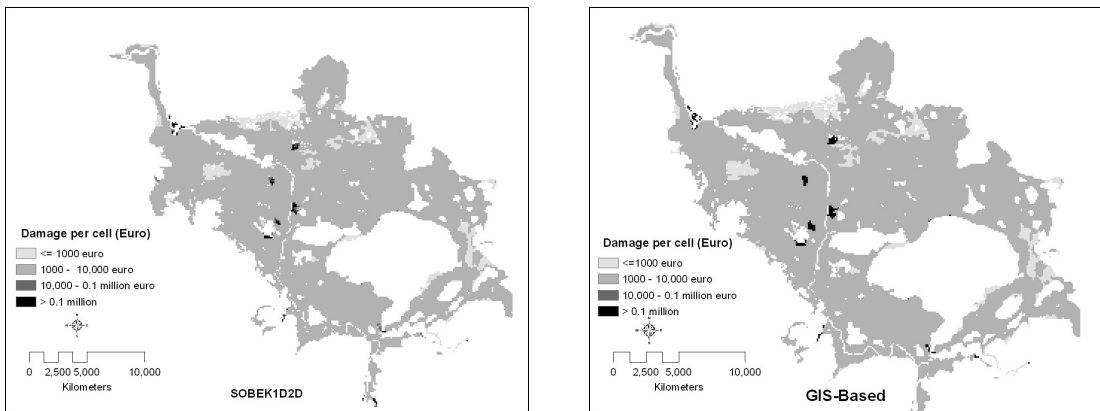 Damage per cell (Euro)
<= 1000 euro
1000 - 10,000 euro
10,000 - 0.1 million euro
> 0.1 million
0 2,500 5,000 10,000
Kilometers
SOBEK1D2D
Damage per cell (Euro)
<=1000 euro
1000 - 10,000 euro
10,000 - 0.1 million euro
> 0.1 million
0 2,500 5,000 10,000
Kilometers
GIS-Based